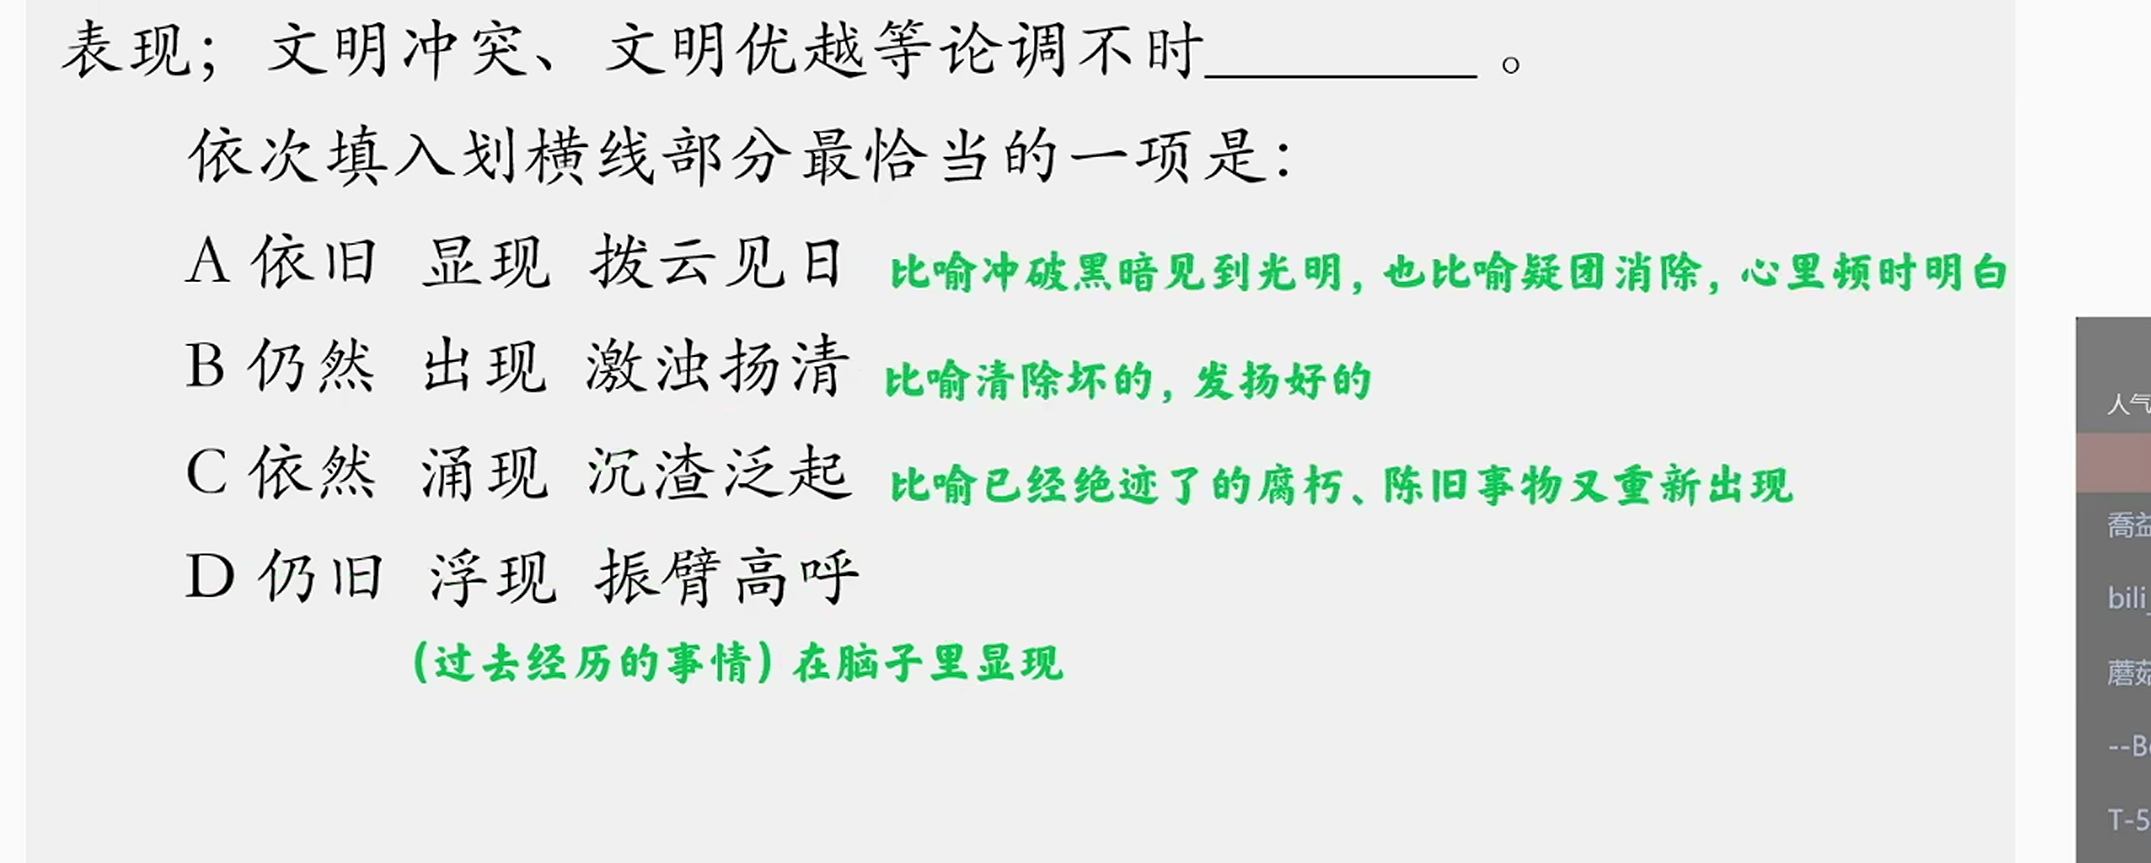 表现；文明冲突、文明优越等论调不时________。
依次填入划横线部分最恰当的一项是：
A 依旧 显现 拨云见日 比喻冲破黑暗见到光明，也比喻疑团消除，心里顿时明白
B 仍然 出现 激浊扬清 比喻清除坏的，发扬好的
C 依然 涌现 沉渣泛起 比喻已经绝迹了的腐朽、陈旧事物又重新出现
D 仍旧 浮现 振臂高呼
（过去经历的事情）在脑子里显现
人气
喬益
bili_
蘑菇
--B
T-5